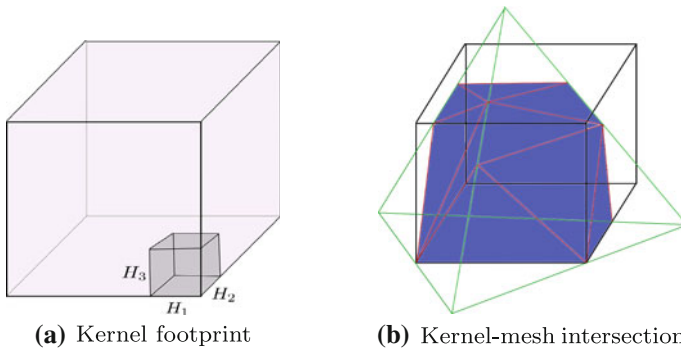 H3
H2
H1
(a) Kernel footprint
(b) Kernel-mesh intersection